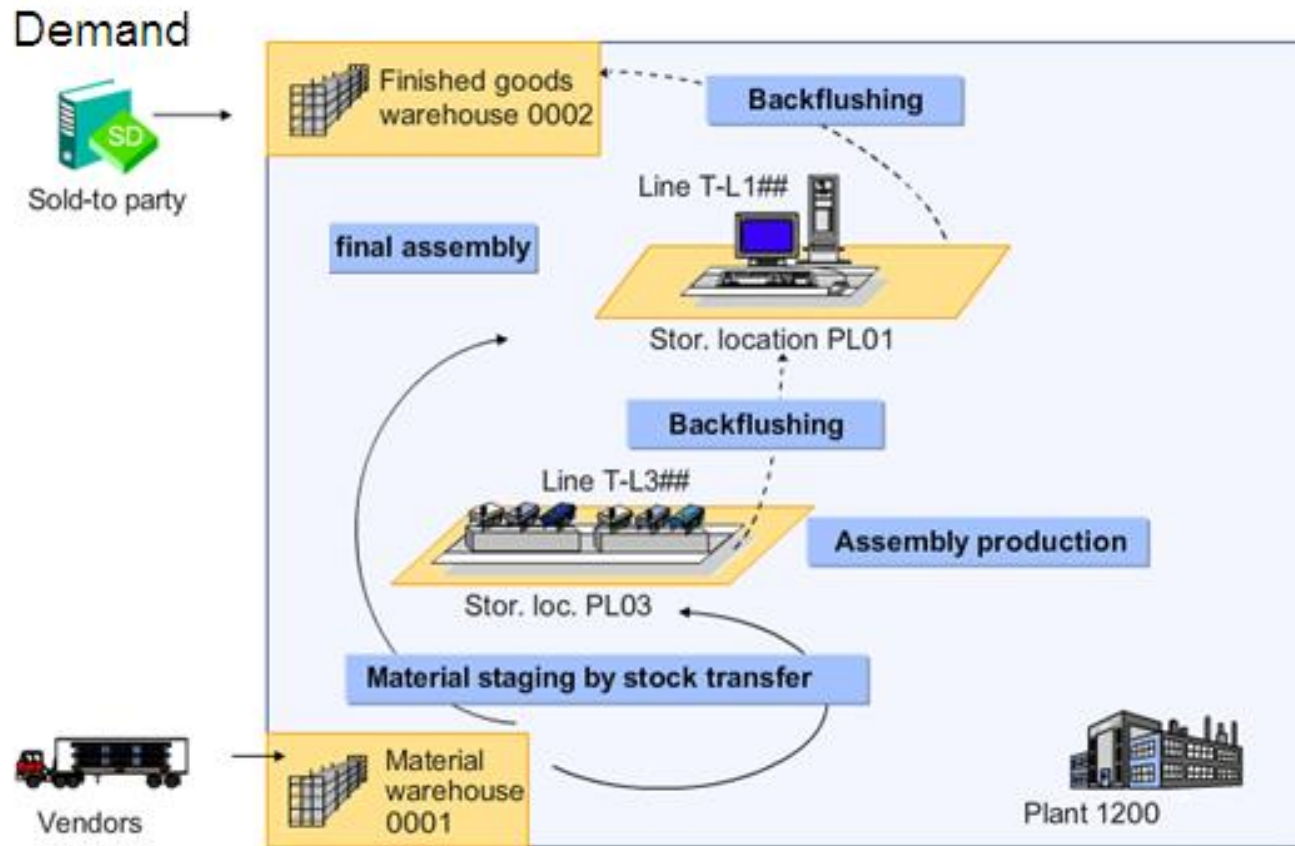 Demand
SD
Sold-to party
Finished goods
warehouse 0002
Backflushing
Line T-L1##
final assembly
Stor. location PL01
Backflushing
Line T-L3##
Assembly production
Stor. loc. PL03
Material staging by stock transfer
Vendors
Material
warehouse
0001
Plant 1200